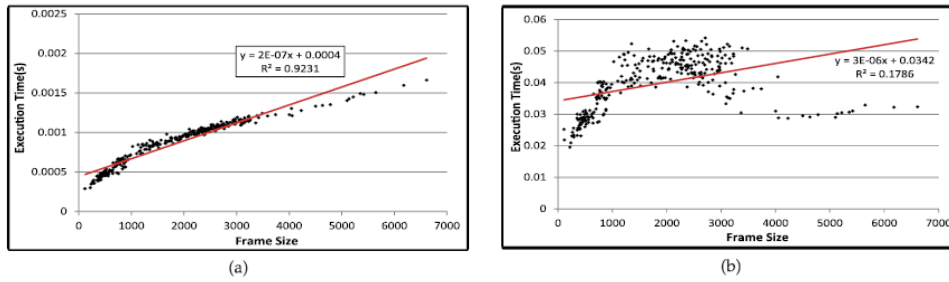 0.0025
0.002
0.0015
0.001
0.0005
0
Execution Time(s)
y = 2E-07x + 0.0004
R² = 0.9231
0 1000 2000 3000 4000 5000 6000 7000
Frame Size
(a)
0.06
0.05
0.04
0.03
0.02
0.01
0
Execution Time(s)
y = 3E-06x + 0.0342
R² = 0.1786
0 1000 2000 3000 4000 5000 6000 7000
Frame Size
(b)